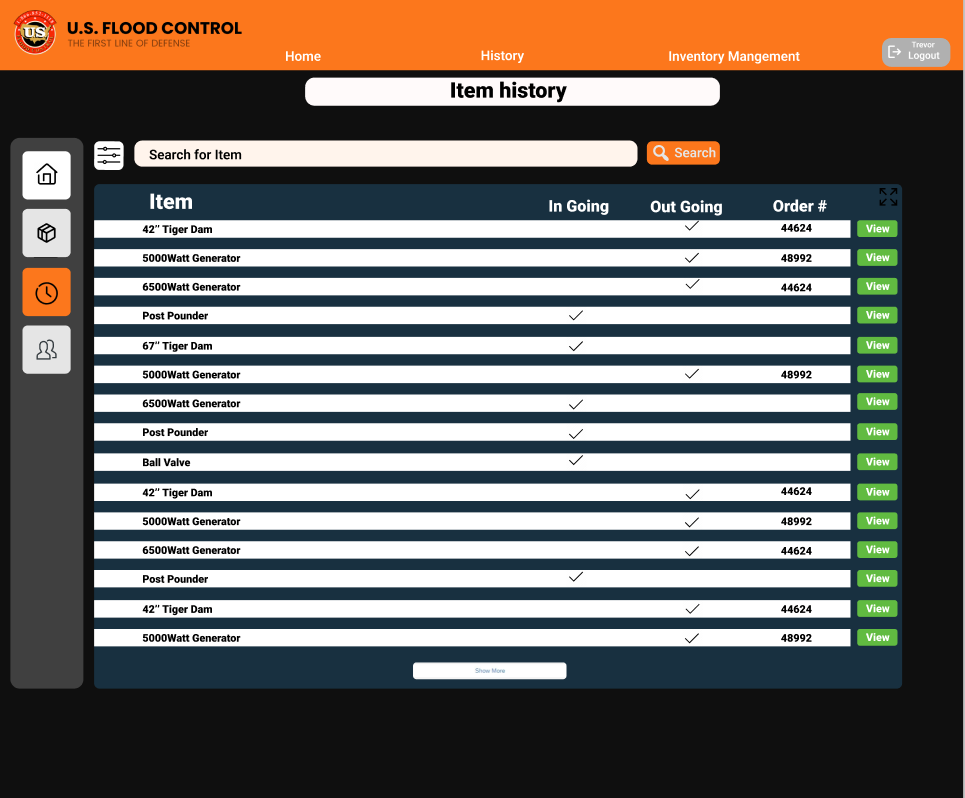 US
U.S. FLOOD CONTROL
THE FIRST LINE OF DEFENSE
Home
History
Inventory Mangement
Trevor
Logout
Item history
Search for Item
Search
Item
In Going
Out Going
Order #
42’’ Tiger Dam
44624
View
5000Watt Generator
48992
View
6500Watt Generator
44624
View
Post Pounder
View
67’’ Tiger Dam
View
5000Watt Generator
48992
View
6500Watt Generator
View
Post Pounder
View
Ball Valve
View
42’’ Tiger Dam
44624
View
5000Watt Generator
48992
View
6500Watt Generator
44624
View
Post Pounder
View
42’’ Tiger Dam
44624
View
5000Watt Generator
48992
View
Show More